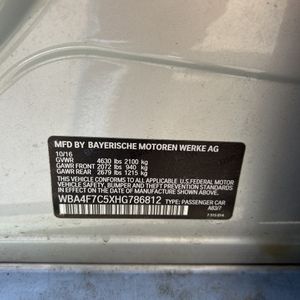 MFD BY BAYERISCHE MOTOREN WERKE AG
10/16
GVWR 4630 lbs 2100 kg
GAWR FRONT 2072 lbs 940 kg
GAWR REAR 2679 lbs 1215 kg
THIS VEHICLE CONFORMS TO ALL APPLICABLE U.S. FEDERAL MOTOR
VEHICLE SAFETY, BUMPER, AND THEFT PREVENTION STANDARDS
IN EFFECT ON THE DATE OF MANUFACTURE SHOWN ABOVE.
WBA4F7C5XHG786812 TYPE: PASSENGER CAR
A83/7